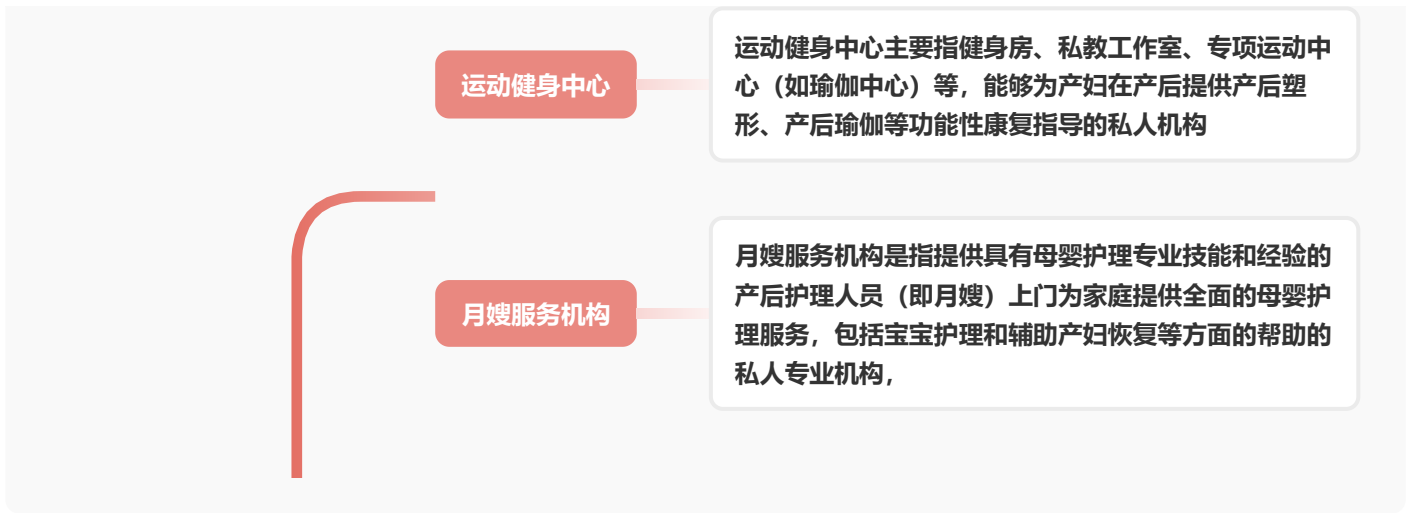 运动健身中心
运动健身中心主要指健身房、私教工作室、专项运动中
心（如瑜伽中心）等，能够为产妇在产后提供产后塑
形、产后瑜伽等功能性康复指导的私人机构
月嫂服务机构
月嫂服务机构是指提供具有母婴护理专业技能和经验的
产后护理人员（即月嫂）上门为家庭提供全面的母婴护
理服务，包括宝宝护理和辅助产妇恢复等方面的帮助的
私人专业机构，